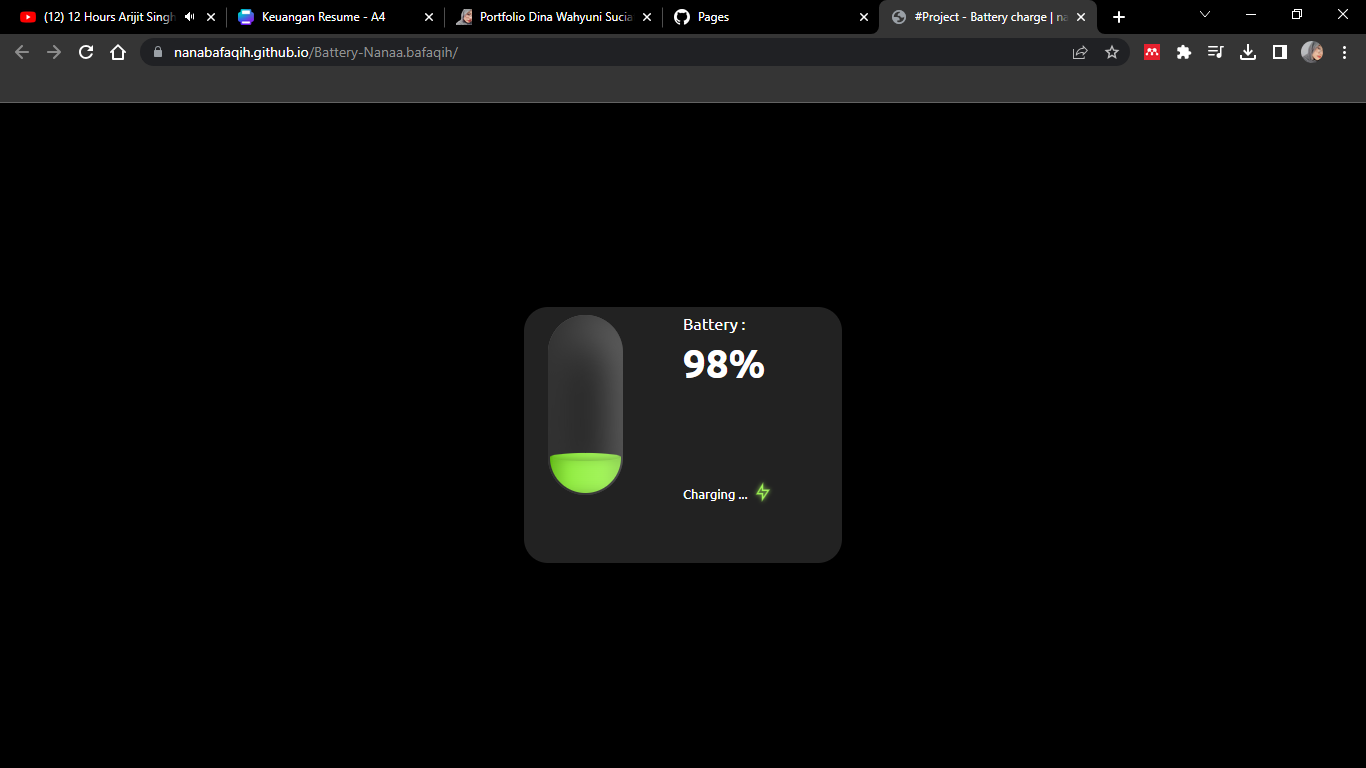 (12) 12 Hours Arijit Singh
Keuangan Resume - A4
Portfolio Dina Wahyuni Sucia
Pages
#Project - Battery charge | na
nanabafaqih.github.io/Battery-Nanaa.bafaqih/
Battery :
98%
Charging ...